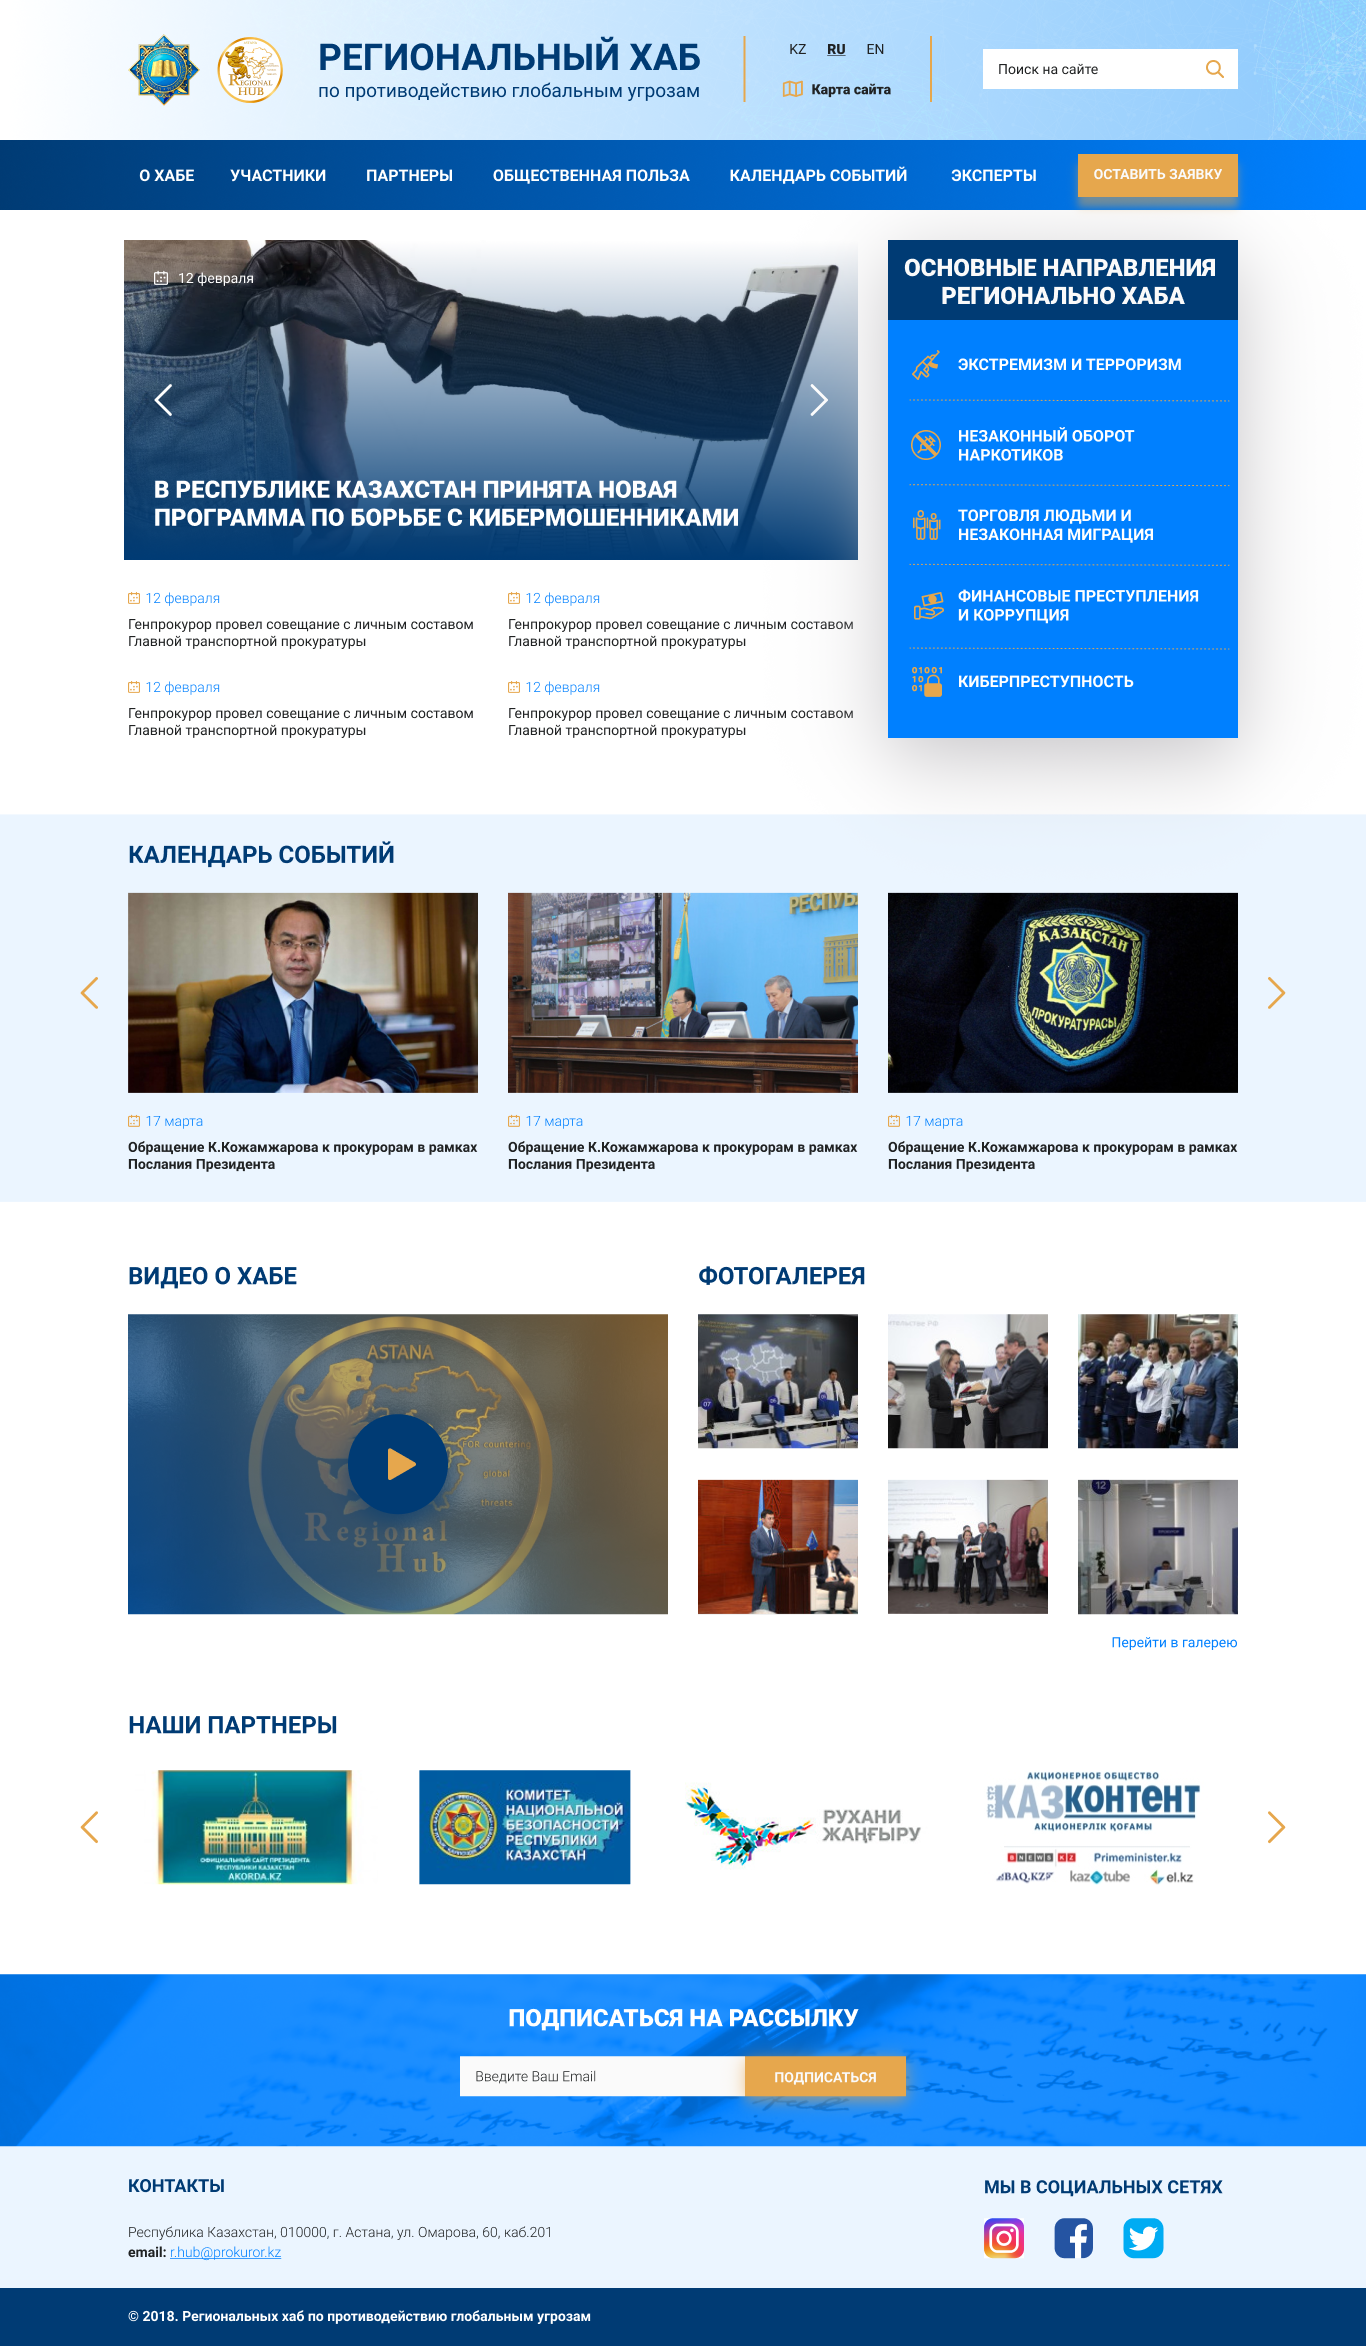 REGIONAL
HUB
РЕГИОНАЛЬНЫЙ ХАБ
по противодействию глобальным угрозам
KZ RU EN
Карта сайта
Поиск на сайте
О ХАБЕ УЧАСТНИКИ ПАРТНЕРЫ ОБЩЕСТВЕННАЯ ПОЛЬЗА КАЛЕНДАРЬ СОБЫТИЙ ЭКСПЕРТЫ ОСТАВИТЬ ЗАЯВКУ
12 февраля
В РЕСПУБЛИКЕ КАЗАХСТАН ПРИНЯТА НОВАЯ
ПРОГРАММА ПО БОРЬБЕ С КИБЕРМОШЕННИКАМИ
ОСНОВНЫЕ НАПРАВЛЕНИЯ
РЕГИОНАЛЬНО ХАБА
ЭКСТРЕМИЗМ И ТЕРРОРИЗМ
НЕЗАКОННЫЙ ОБОРОТ
НАРКОТИКОВ
ТОРГОВЛЯ ЛЮДЬМИ И
НЕЗАКОННАЯ МИГРАЦИЯ
ФИНАНСОВЫЕ ПРЕСТУПЛЕНИЯ
И КОРРУПЦИЯ
01001
10
01
КИБЕРПРЕСТУПНОСТЬ
12 февраля
Генпрокурор провел совещание с личным составом
Главной транспортной прокуратуры
12 февраля
Генпрокурор провел совещание с личным составом
Главной транспортной прокуратуры
12 февраля
Генпрокурор провел совещание с личным составом
Главной транспортной прокуратуры
12 февраля
Генпрокурор провел совещание с личным составом
Главной транспортной прокуратуры
КАЛЕНДАРЬ СОБЫТИЙ
РЕСПУБ
ҚАЗАҚСТАН
ПРОКУРАТУРАСЫ
17 марта
Обращение К.Кожамжарова к прокурорам в рамках
Послания Президента
17 марта
Обращение К.Кожамжарова к прокурорам в рамках
Послания Президента
17 марта
Обращение К.Кожамжарова к прокурорам в рамках
Послания Президента
ВИДЕО О ХАБЕ
ASTANA
FOR countering
global
threats
Regional
Hub
ФОТОГАЛЕРЕЯ
07
12
Перейти в галерею
НАШИ ПАРТНЕРЫ
ОФИЦИАЛЬНЫЙ САЙТ ПРЕЗИДЕНТА
РЕСПУБЛИКИ КАЗАХСТАН
AKORDA.KZ
КОМИТЕТ
НАЦИОНАЛЬНОЙ
БЕЗОПАСНОСТИ
РЕСПУБЛИКИ
КАЗАХСТАН
РУХАНИ
ЖАҢҒЫРУ
АКЦИОНЕРНОЕ ОБЩЕСТВО
КАЗКОНТЕНТ
АКЦИОНЕРЛІК ҚОҒАМЫ
BNEWS KZ Primeminister.kz
BAQ.KZ kaz tube el.kz
ПОДПИСАТЬСЯ НА РАССЫЛКУ
Введите Ваш Email
ПОДПИСАТЬСЯ
КОНТАКТЫ
Республика Казахстан, 010000, г. Астана, ул. Омарова, 60, каб.201
email: r.hub@prokuror.kz
МЫ В СОЦИАЛЬНЫХ СЕТЯХ
© 2018. Региональных хаб по противодействию глобальным угрозам